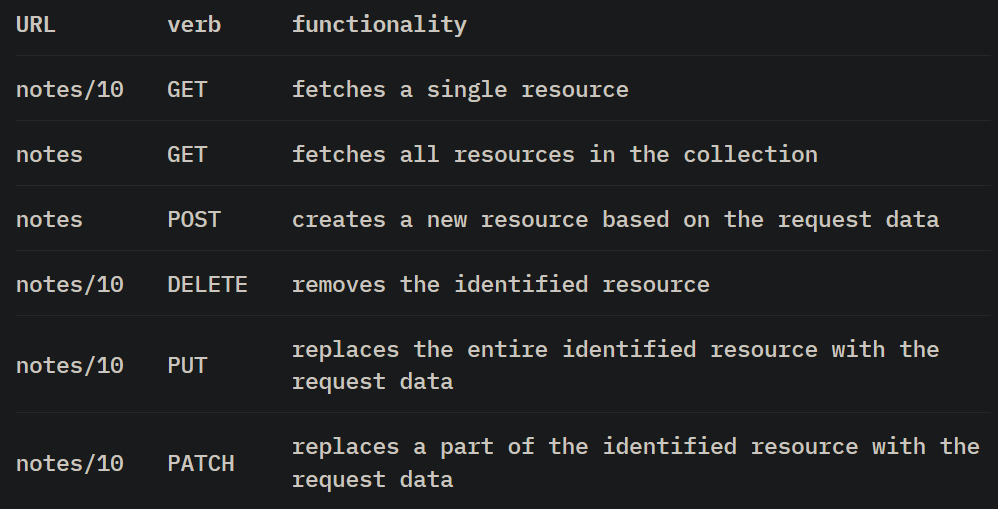 URL verb functionality
notes/10 GET fetches a single resource
notes GET fetches all resources in the collection
notes POST creates a new resource based on the request data
notes/10 DELETE removes the identified resource
notes/10 PUT replaces the entire identified resource with the
request data
notes/10 PATCH replaces a part of the identified resource with the
request data